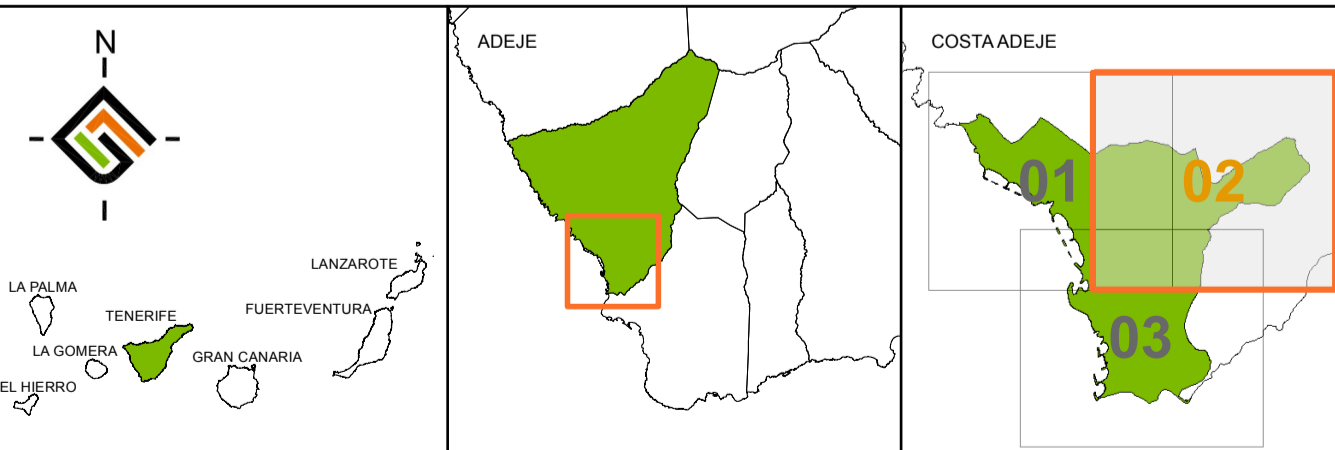 N
LA PALMA
TENERIFE
LANZAROTE
FUERTEVENTURA
LA GOMERA
GRAN CANARIA
EL HIERRO
ADEJE
COSTA ADEJE
01
02
03